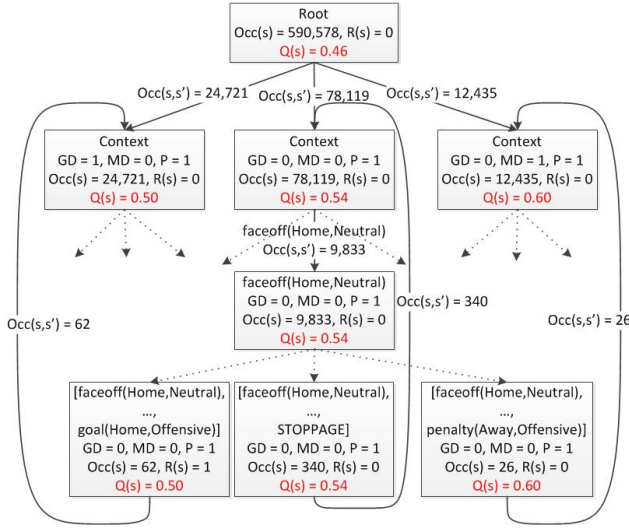 Root
Occ(s) = 590,578, R(s) = 0
Q(s) = 0.46
Occ(s,s') = 24,721
Occ(s,s') = 78,119
Occ(s,s') = 12,435
Context
GD = 1, MD = 0, P = 1
Occ(s) = 24,721, R(s) = 0
Q(s) = 0.50
Context
GD = 0, MD = 0, P = 1
Occ(s) = 78,119, R(s) = 0
Q(s) = 0.54
Context
GD = 0, MD = 1, P = 1
Occ(s) = 12,435, R(s) = 0
Q(s) = 0.60
faceoff(Home,Neutral)
Occ(s,s') = 9,833
faceoff(Home,Neutral)
GD = 0, MD = 0, P = 1
Occ(s) = 9,833, R(s) = 0
Q(s) = 0.54
Occ(s,s') = 62
Occ(s,s') = 340
Occ(s,s') = 26
[faceoff(Home,Neutral),
...,
goal(Home,Offensive)]
GD = 0, MD = 0, P = 1
Occ(s) = 62, R(s) = 1
Q(s) = 0.50
[faceoff(Home,Neutral),
...,
STOPPAGE]
GD = 0, MD = 0, P = 1
Occ(s) = 340, R(s) = 0
Q(s) = 0.54
[faceoff(Home,Neutral),
...,
penalty(Away,Offensive)]
GD = 0, MD = 0, P = 1
Occ(s) = 26, R(s) = 0
Q(s) = 0.60